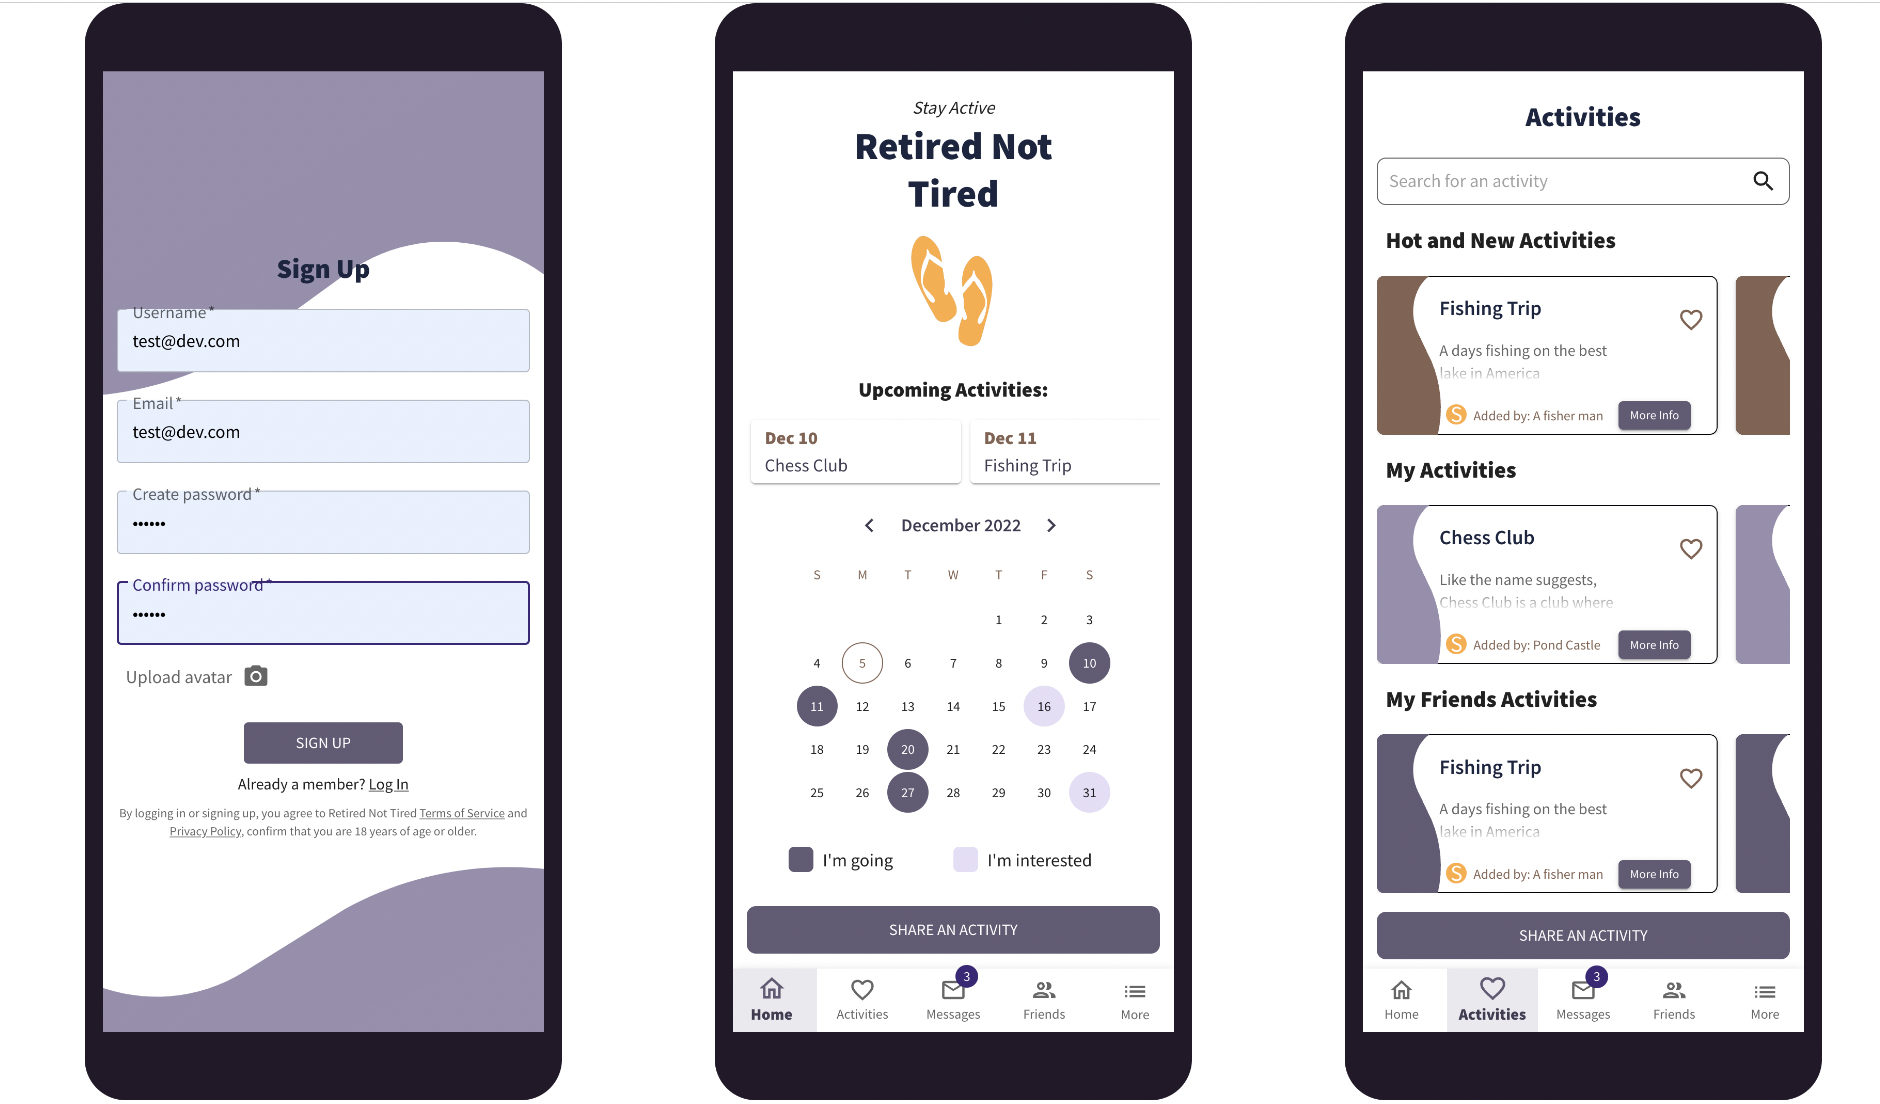 Sign Up
Username *
test@dev.com
Email *
test@dev.com
Create password *
••••••
Confirm password *
••••••
Upload avatar
SIGN UP
Already a member? Log In
By logging in or signing up, you agree to Retired Not Tired Terms of Service and
Privacy Policy, confirm that you are 18 years of age or older.
Stay Active
Retired Not
Tired
Upcoming Activities:
Dec 10
Chess Club
Dec 11
Fishing Trip
December 2022
S M T W T F S
1 2 3
4 5 6 7 8 9 10
11 12 13 14 15 16 17
18 19 20 21 22 23 24
25 26 27 28 29 30 31
I'm going I'm interested
SHARE AN ACTIVITY
3
Home Activities Messages Friends More
Activities
Search for an activity
Hot and New Activities
Fishing Trip
A days fishing on the best
lake in America
S Added by: A fisher man More Info
My Activities
Chess Club
Like the name suggests,
Chess Club is a club where
S Added by: Pond Castle More Info
My Friends Activities
Fishing Trip
A days fishing on the best
lake in America
S Added by: A fisher man More Info
SHARE AN ACTIVITY
3
Home Activities Messages Friends More